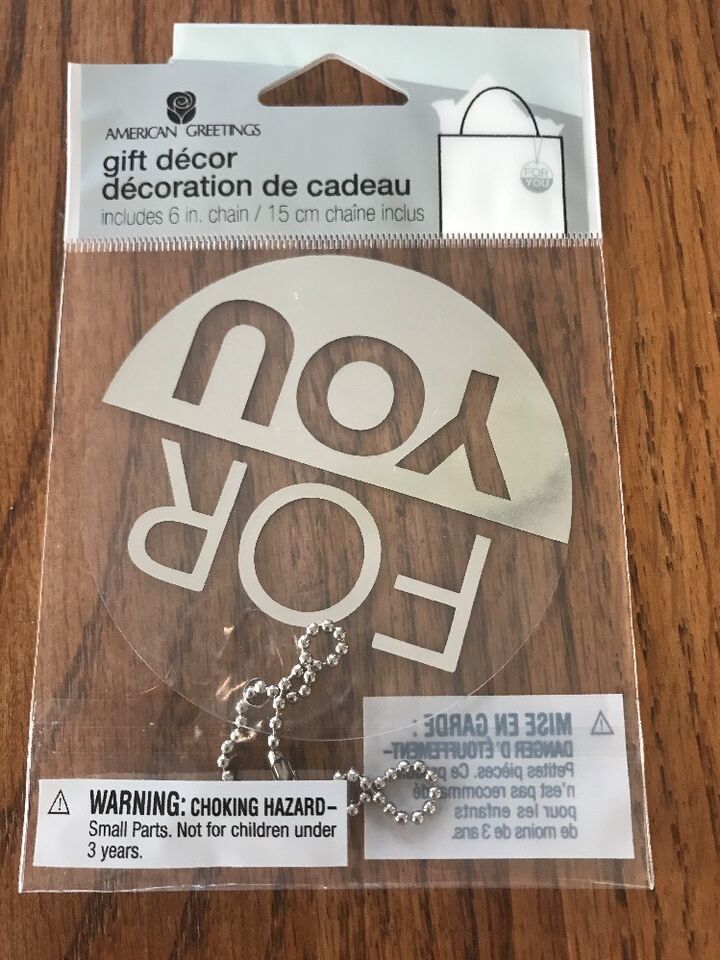 AMERICAN GREETINGS
gift décor
décoration de cadeau
includes 6 in. chain / 15 cm chaîne inclus
FOR
YOU
YOU
FOR
MISE EN GARDE :
DANGER D'ÉTOUFFEMENT–
Petites pièces. Ce
n'est pas recommandé
pour les enfants
de moins de 3 ans.
WARNING: CHOKING HAZARD–
Small Parts. Not for children under
3 years.